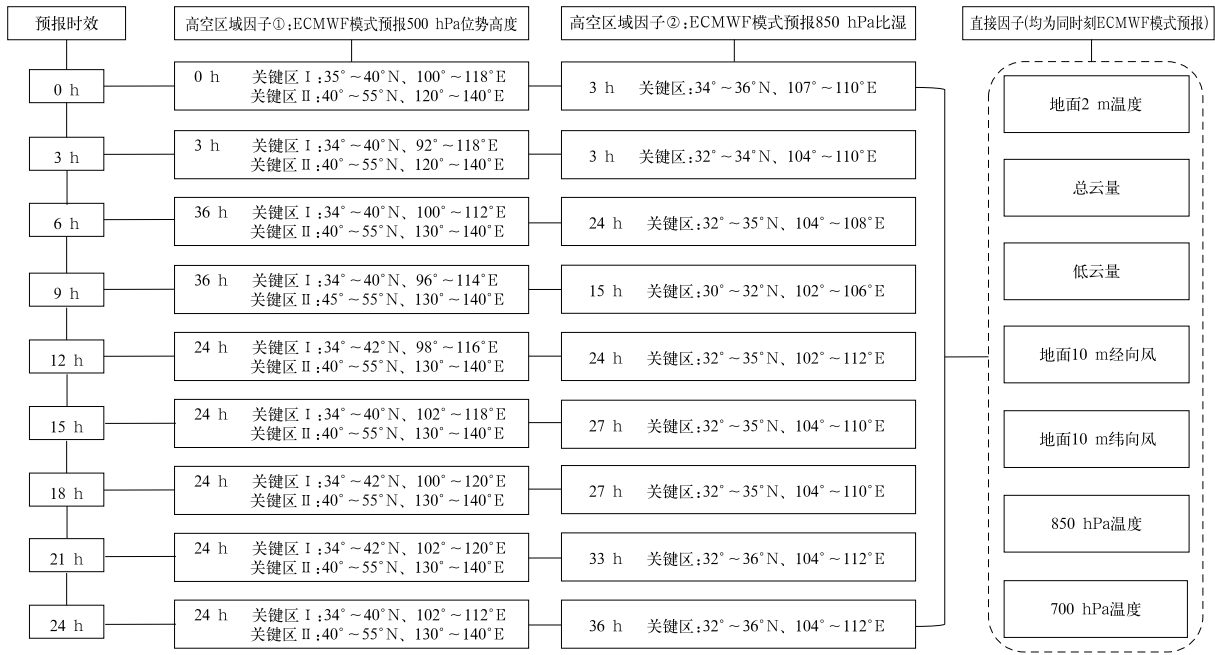 预报时效
高空区域因子①:ECMWF模式预报500 hPa位势高度
高空区域因子②:ECMWF模式预报850 hPa比湿
直接因子(均为同时刻ECMWF模式预报)
0 h
0 h 关键区Ⅰ:35°~40°N、100°~118°E
关键区Ⅱ:40°~55°N、120°~140°E
3 h 关键区:34°~36°N、107°~110°E
3 h
3 h 关键区Ⅰ:34°~40°N、92°~118°E
关键区Ⅱ:40°~55°N、120°~140°E
3 h 关键区:32°~34°N、104°~110°E
6 h
36 h 关键区Ⅰ:34°~40°N、100°~112°E
关键区Ⅱ:40°~55°N、130°~140°E
24 h 关键区:32°~35°N、104°~108°E
9 h
36 h 关键区Ⅰ:34°~40°N、96°~114°E
关键区Ⅱ:45°~55°N、130°~140°E
15 h 关键区:30°~32°N、102°~106°E
12 h
24 h 关键区Ⅰ:34°~42°N、98°~116°E
关键区Ⅱ:40°~55°N、130°~140°E
24 h 关键区:32°~35°N、102°~112°E
15 h
24 h 关键区Ⅰ:34°~40°N、102°~118°E
关键区Ⅱ:40°~55°N、130°~140°E
27 h 关键区:32°~35°N、104°~110°E
18 h
24 h 关键区Ⅰ:34°~42°N、100°~120°E
关键区Ⅱ:40°~55°N、130°~140°E
27 h 关键区:32°~35°N、104°~110°E
21 h
24 h 关键区Ⅰ:34°~42°N、102°~120°E
关键区Ⅱ:40°~55°N、130°~140°E
33 h 关键区:32°~36°N、104°~112°E
24 h
24 h 关键区Ⅰ:34°~40°N、102°~112°E
关键区Ⅱ:40°~55°N、130°~140°E
36 h 关键区:32°~36°N、104°~112°E
地面2 m温度
总云量
低云量
地面10 m经向风
地面10 m纬向风
850 hPa温度
700 hPa温度